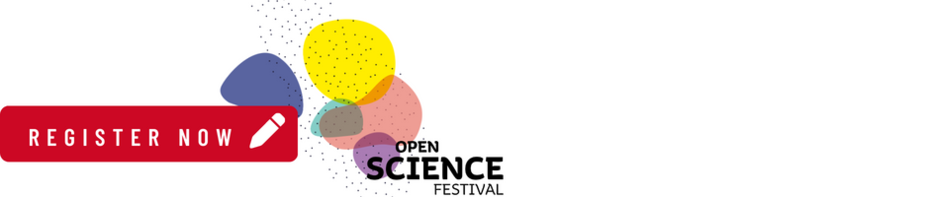 REGISTER NOW
OPEN
SCIENCE
FESTIVAL